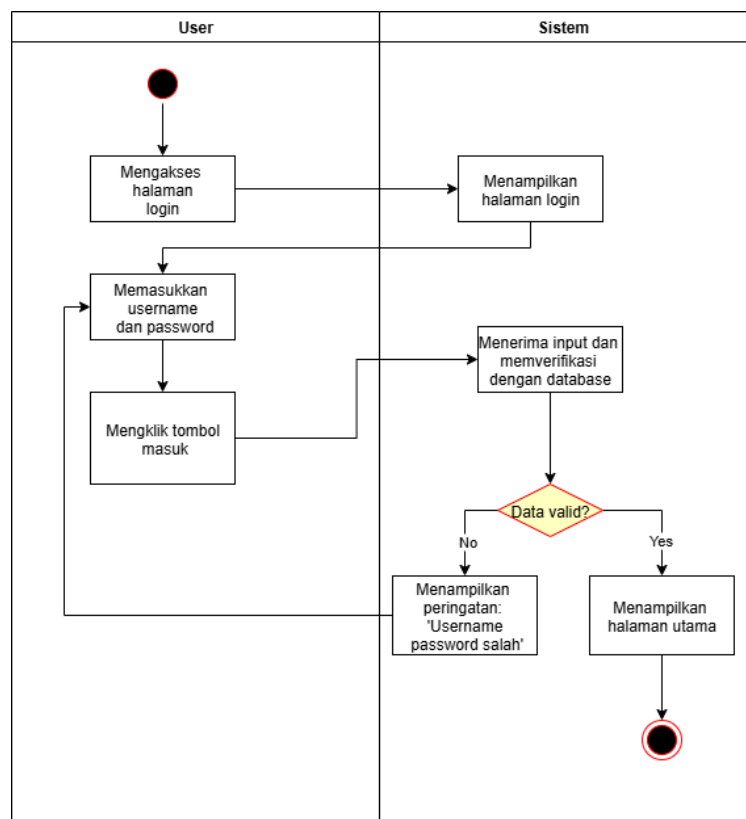 User
Sistem
Mengakses
halaman
login
Menampilkan
halaman login
Memasukkan
username
dan password
Menerima input dan
memverifikasi
dengan database
Mengklik tombol
masuk
Data valid?
No
Yes
Menampilkan
peringatan:
'Username
password salah'
Menampilkan
halaman utama